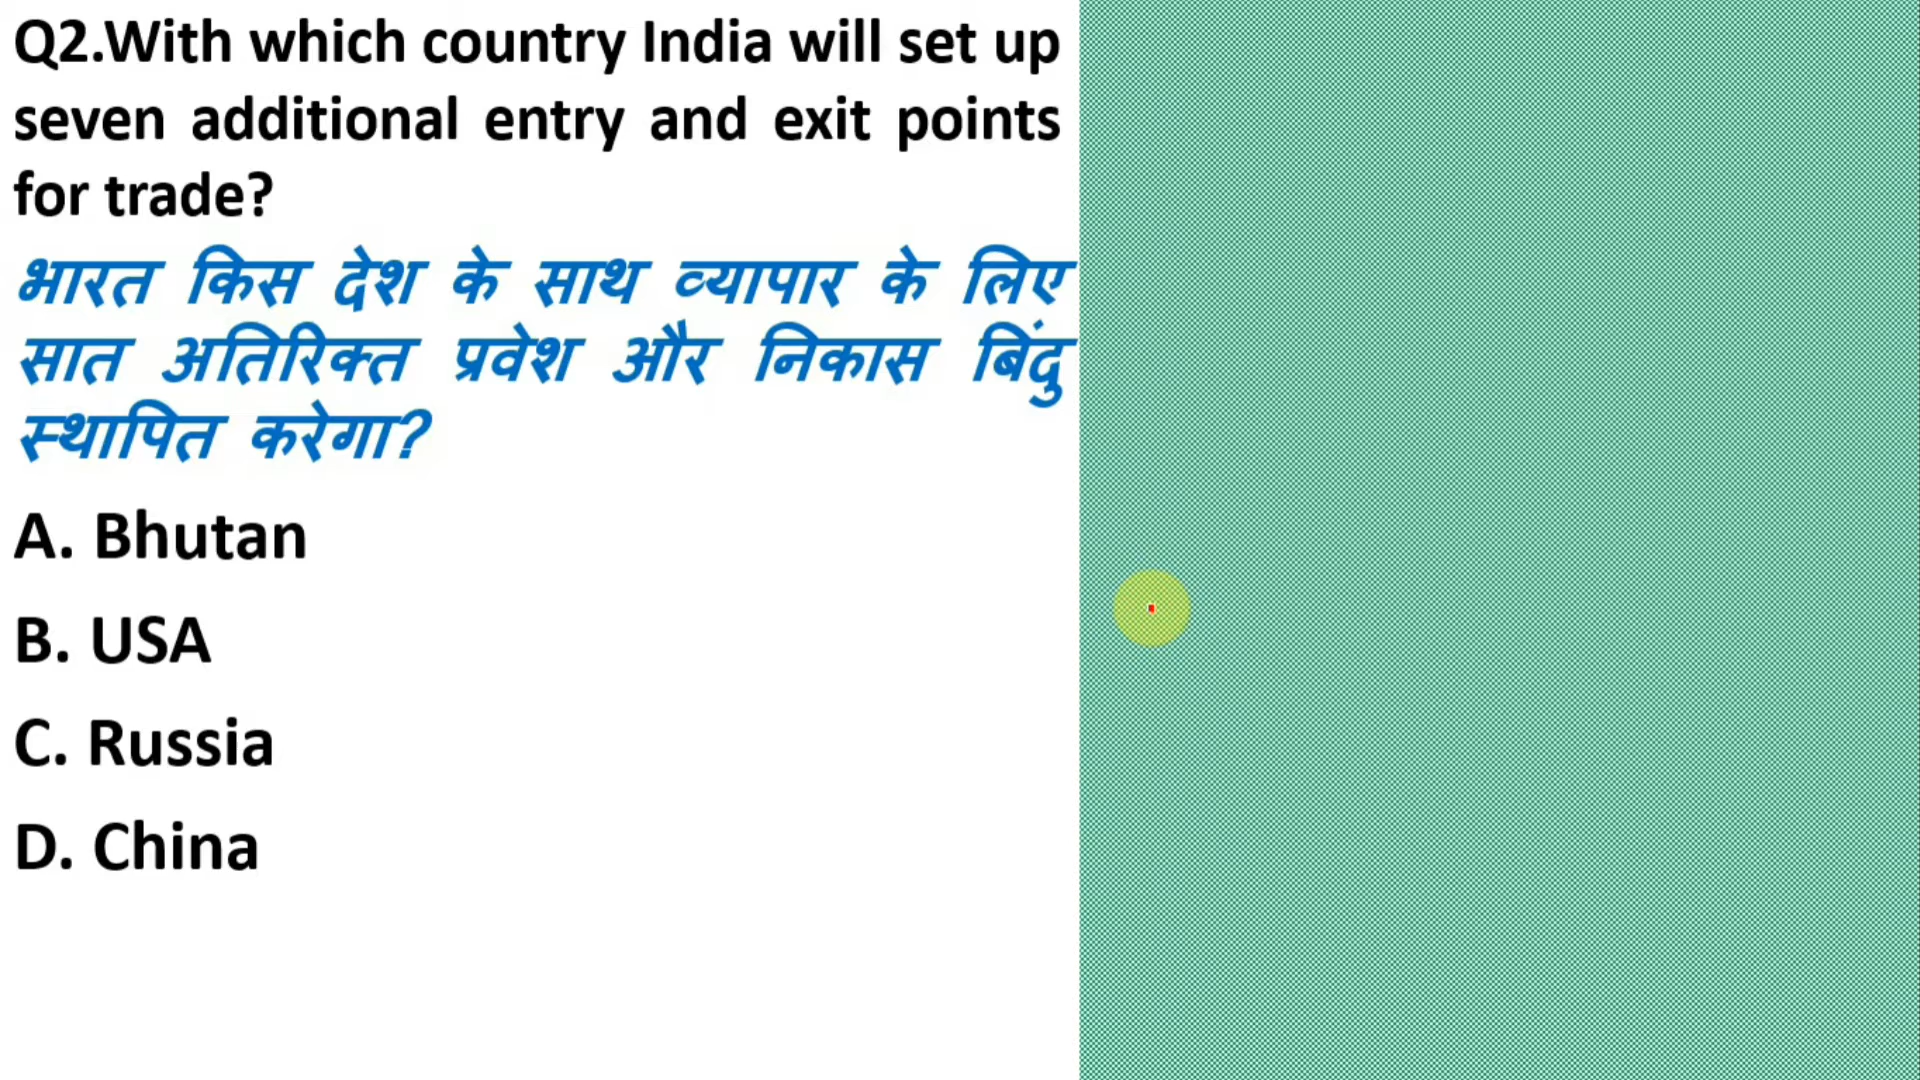 Q2.With which country India will set up
seven additional entry and exit points
for trade?
भारत किस देश के साथ व्यापार के लिए
सात अतिरिक्त प्रवेश और निकास बिंदु
स्थापित करेगा?
A. Bhutan
B. USA
C. Russia
D. China